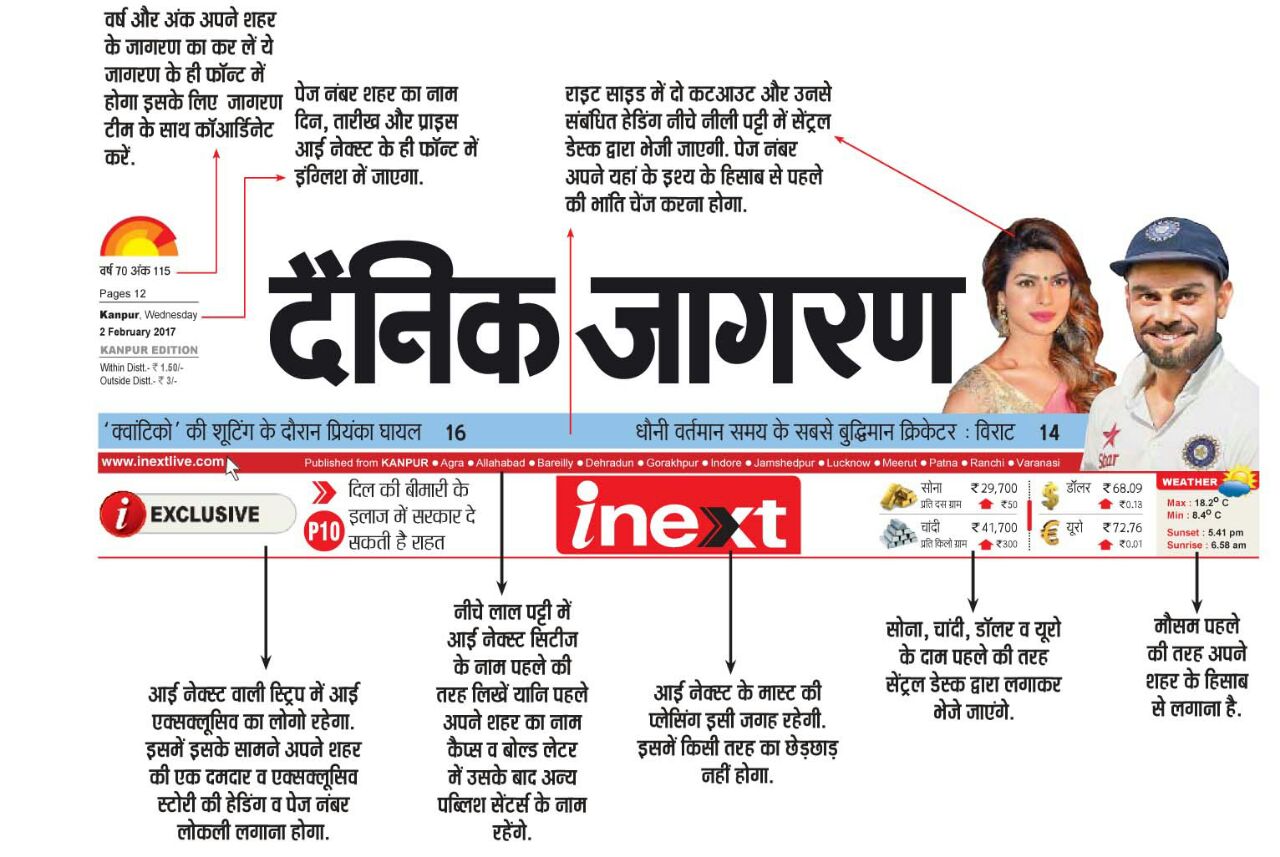 वर्ष और अंक अपने शहर
के जागरण का कर लें ये
जागरण के ही फॉन्ट में
होगा इसके लिए जागरण
टीम के साथ कॉआर्डिनेट
करें.
पेज नंबर शहर का नाम
दिन, तारीख और प्राइस
आई नेक्स्ट के ही फॉन्ट में
इंग्लिश में जाएगा.
राइट साइड में दो कटआउट और उनसे
संबंधित हेडिंग नीचे नीली पट्टी में सेंट्रल
डेस्क द्वारा भेजी जाएगी. पेज नंबर
अपने यहां के इश्य के हिसाब से पहले
की भांति चेंज करना होगा.
वर्ष 70 अंक 115
Pages 12
Kanpur, Wednesday
2 February 2017
KANPUR EDITION
Within Distt.- ₹ 1.50/-
Outside Distt.- ₹ 3/-
दैनिक जागरण
'क्वांटिको' की शूटिंग के दौरान प्रियंका घायल 16
धौनी वर्तमान समय के सबसे बुद्धिमान क्रिकेटर : विराट 14
Star
www.inextlive.com
Published from KANPUR ● Agra ● Allahabad ● Bareilly ● Dehradun ● Gorakhpur ● Indore ● Jamshedpur ● Lucknow ● Meerut ● Patna ● Ranchi ● Varanasi
i EXCLUSIVE
P10
दिल की बीमारी के
इलाज में सरकार दे
सकती है राहत
inext
सोना ₹29,700
प्रति दस ग्राम ₹50
चांदी ₹41,700
प्रति किलो ग्राम ₹300
डॉलर ₹68.09
₹0.13
यूरो ₹72.76
₹0.01
WEATHER
Max : 18.2⁰ C
Min : 8.4⁰ C
Sunset : 5.41 pm
Sunrise : 6.58 am
आई नेक्स्ट वाली स्ट्रिप में आई
एक्सक्लूसिव का लोगो रहेगा.
इसमें इसके सामने अपने शहर
की एक दमदार व एक्सक्लूसिव
स्टोरी की हेडिंग व पेज नंबर
लोकली लगाना होगा.
नीचे लाल पट्टी में
आई नेक्स्ट सिटीज
के नाम पहले की
तरह लिखें यानि पहले
अपने शहर का नाम
कैप्स व बोल्ड लेटर
में उसके बाद अन्य
पब्लिश सेंटर्स के नाम
रहेंगे.
आई नेक्स्ट के मास्ट की
प्लेसिंग इसी जगह रहेगी.
इसमें किसी तरह का छेड़छाड़
नहीं होगा.
सोना, चांदी, डॉलर व यूरो
के दाम पहले की तरह
सेंट्रल डेस्क द्वारा लगाकर
भेजे जाएंगे.
मौसम पहले
की तरह अपने
शहर के हिसाब
से लगाना है.